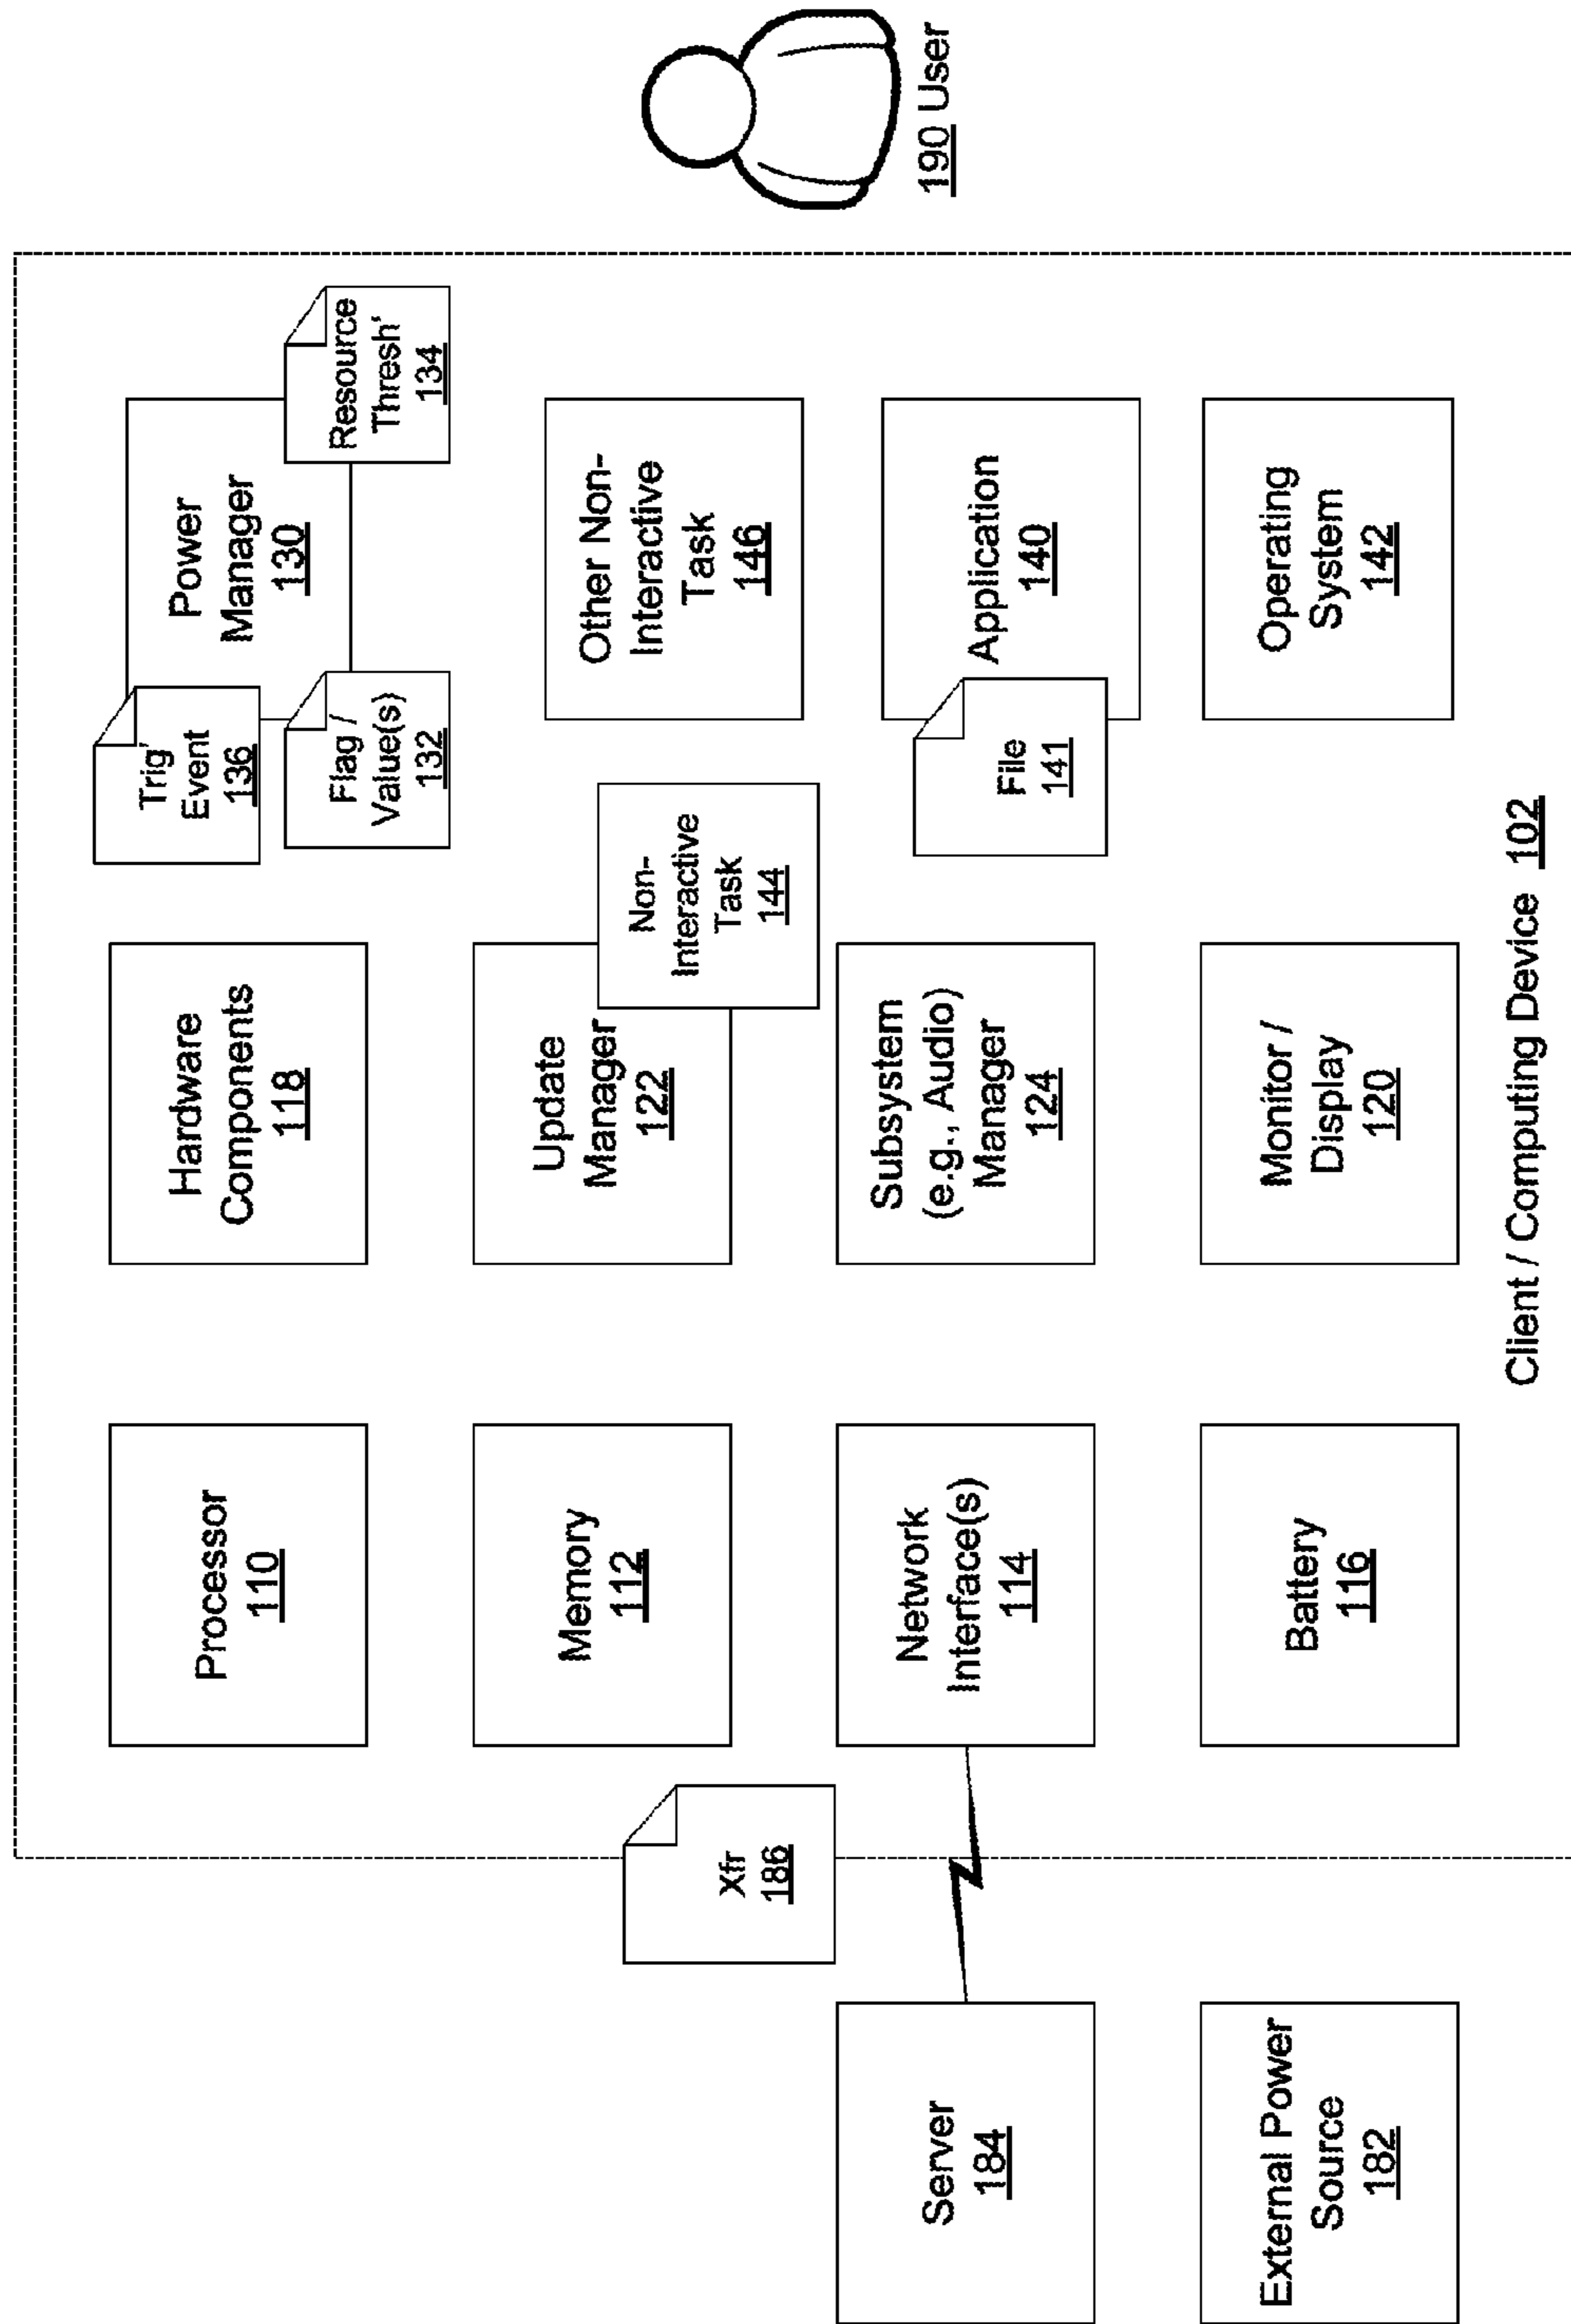 Processor
110
Memory
112
Network
Interface(s)
114
Battery
116
Hardware
Components
118
Update
Manager
122
Non-
Interactive
Task
144
Subsystem
(e.g., Audio)
Manager
124
Monitor /
Display
120
Power
Manager
130
Trig'
Event
136
Flag /
Value(s)
132
Resource
Thresh'
134
Other Non-
Interactive
Task
146
Application
140
File
141
Operating
System
142
Xfr
186
Server
184
External Power
Source
182
190 User
Client / Computing Device 102